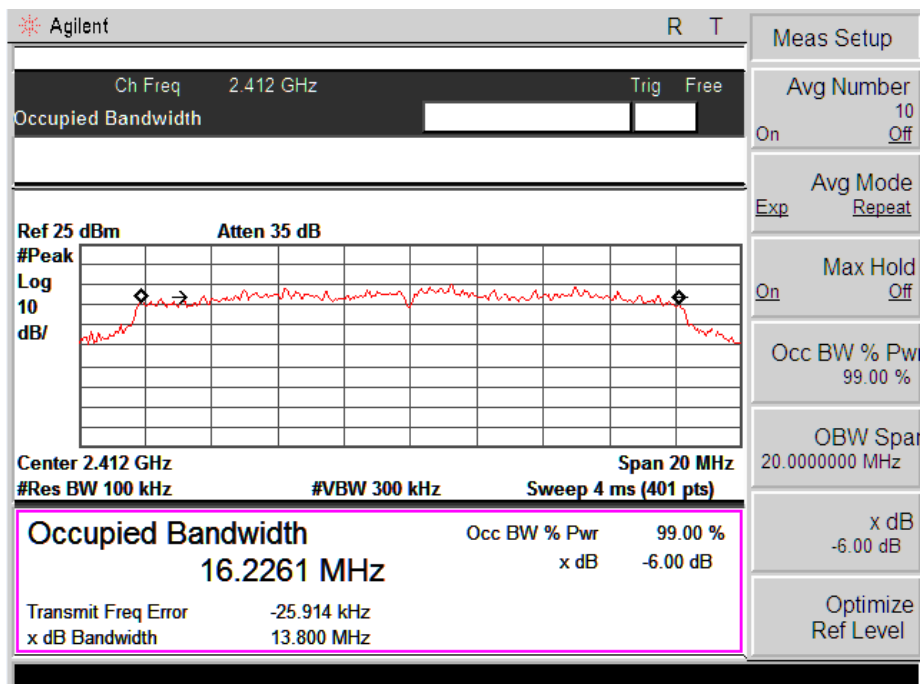 Agilent R T
Ch Freq 2.412 GHz Trig Free
Occupied Bandwidth
Ref 25 dBm Atten 35 dB
#Peak
Log
10
dB/
Center 2.412 GHz Span 20 MHz
#Res BW 100 kHz #VBW 300 kHz Sweep 4 ms (401 pts)
Occupied Bandwidth
16.2261 MHz
Occ BW % Pwr 99.00 %
x dB -6.00 dB
Transmit Freq Error -25.914 kHz
x dB Bandwidth 13.800 MHz
Meas Setup
Avg Number
10
On Off
Avg Mode
Exp Repeat
Max Hold
On Off
Occ BW % Pwr
99.00 %
OBW Span
20.0000000 MHz
x dB
-6.00 dB
Optimize
Ref Level